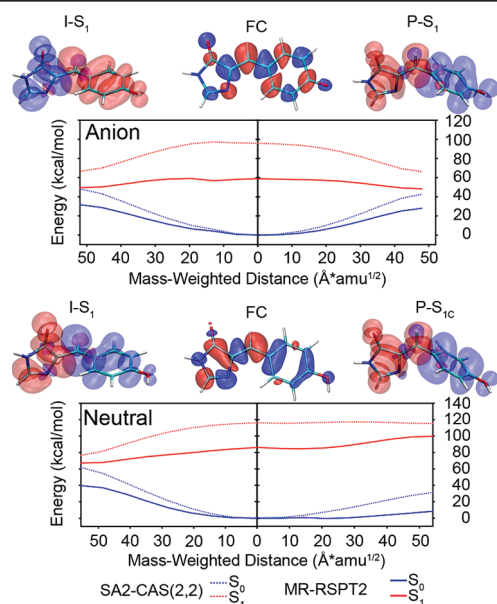 I-S1 FC P-S1
Anion
Energy (kcal/mol)
120
100
80
60
40
20
0
50 40 30 20 10 0 10 20 30 40 50
Mass-Weighted Distance (Å*amu1/2)
I-S1 FC P-S1C
Neutral
Energy (kcal/mol)
140
120
100
80
60
40
20
0
50 40 30 20 10 0 10 20 30 40 50
Mass-Weighted Distance (Å*amu1/2)
SA2-CAS(2,2) S0 MR-RSPT2 S0
S1 S1